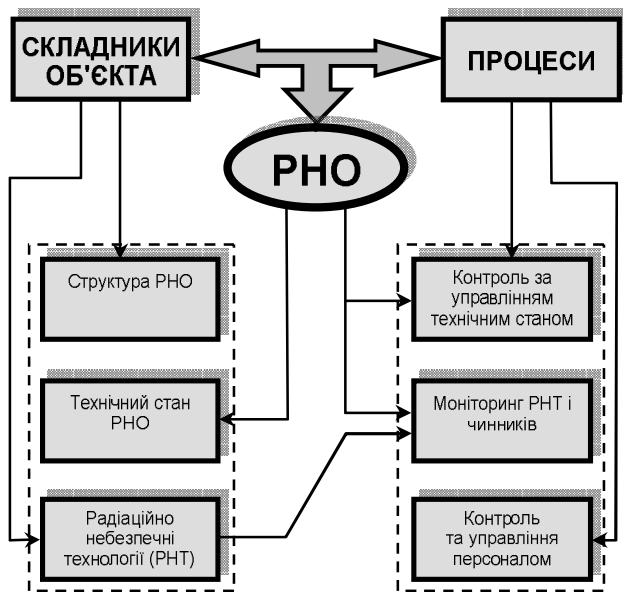 СКЛАДНИКИ
ОБ'ЄКТА
ПРОЦЕСИ
РНО
Структура РНО
Контроль за
управлінням
технічним станом
Технічний стан
РНО
Моніторинг РНТ і
чинників
Радіаційно
небезпечні
технології (РНТ)
Контроль
та управління
персоналом